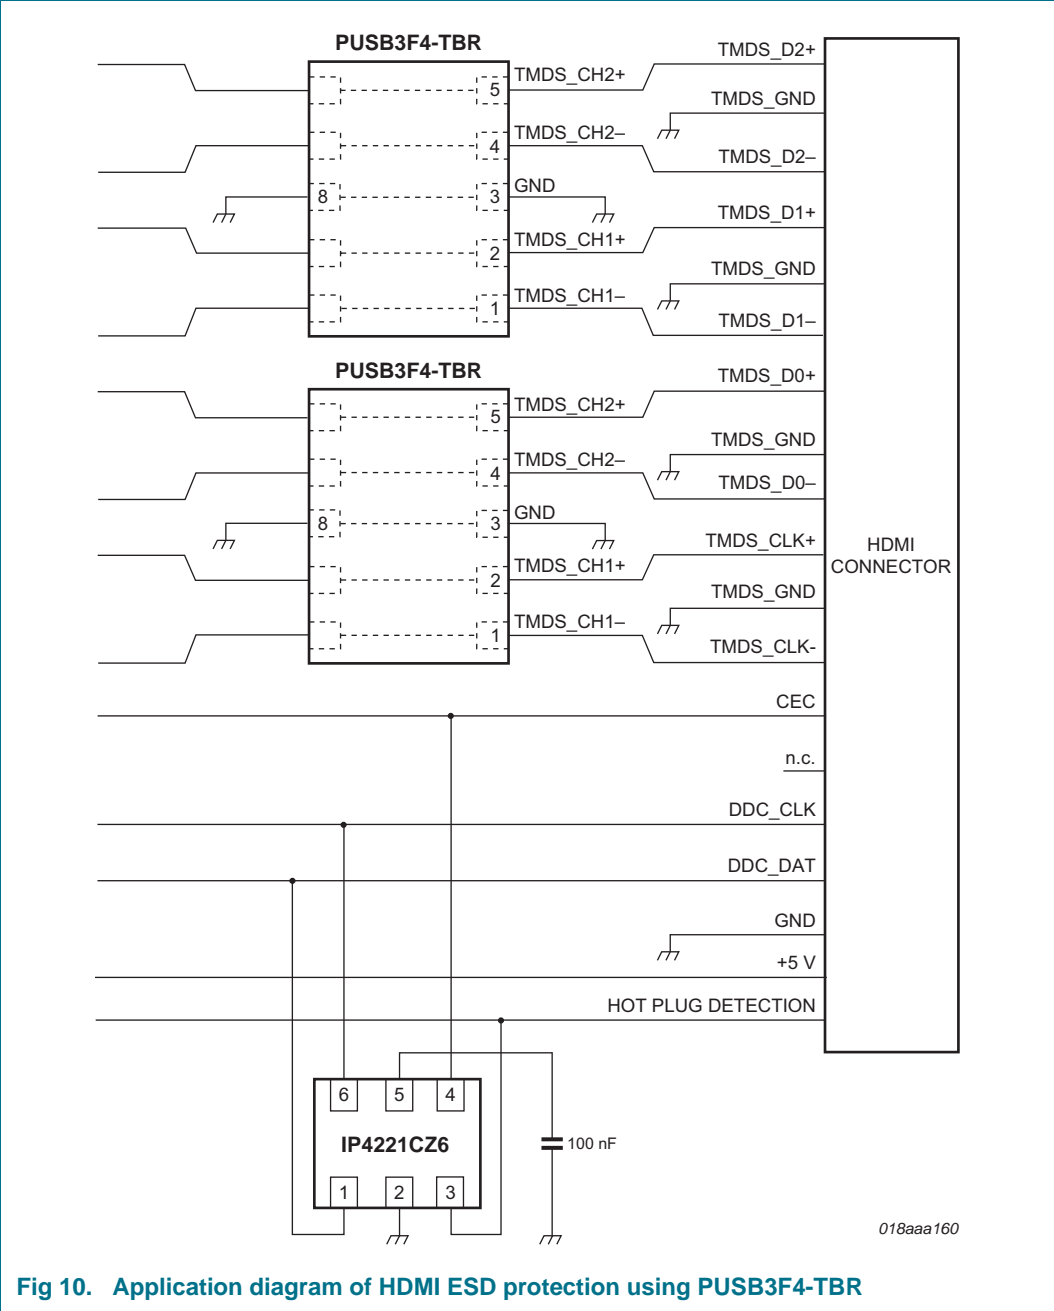 PUSB3F4-TBR
TMDS_D2+
TMDS_CH2+
5
TMDS_GND
TMDS_CH2–
4
TMDS_D2–
8
3
GND
TMDS_D1+
TMDS_CH1+
2
TMDS_GND
TMDS_CH1–
1
TMDS_D1–
PUSB3F4-TBR
TMDS_D0+
TMDS_CH2+
5
TMDS_GND
TMDS_CH2–
4
TMDS_D0–
8
3
GND
TMDS_CLK+
HDMI
CONNECTOR
TMDS_CH1+
2
TMDS_GND
TMDS_CH1–
1
TMDS_CLK-
CEC
n.c.
DDC_CLK
DDC_DAT
GND
+5 V
HOT PLUG DETECTION
6
5
4
IP4221CZ6
100 nF
1
2
3
018aaa160
Fig 10. Application diagram of HDMI ESD protection using PUSB3F4-TBR